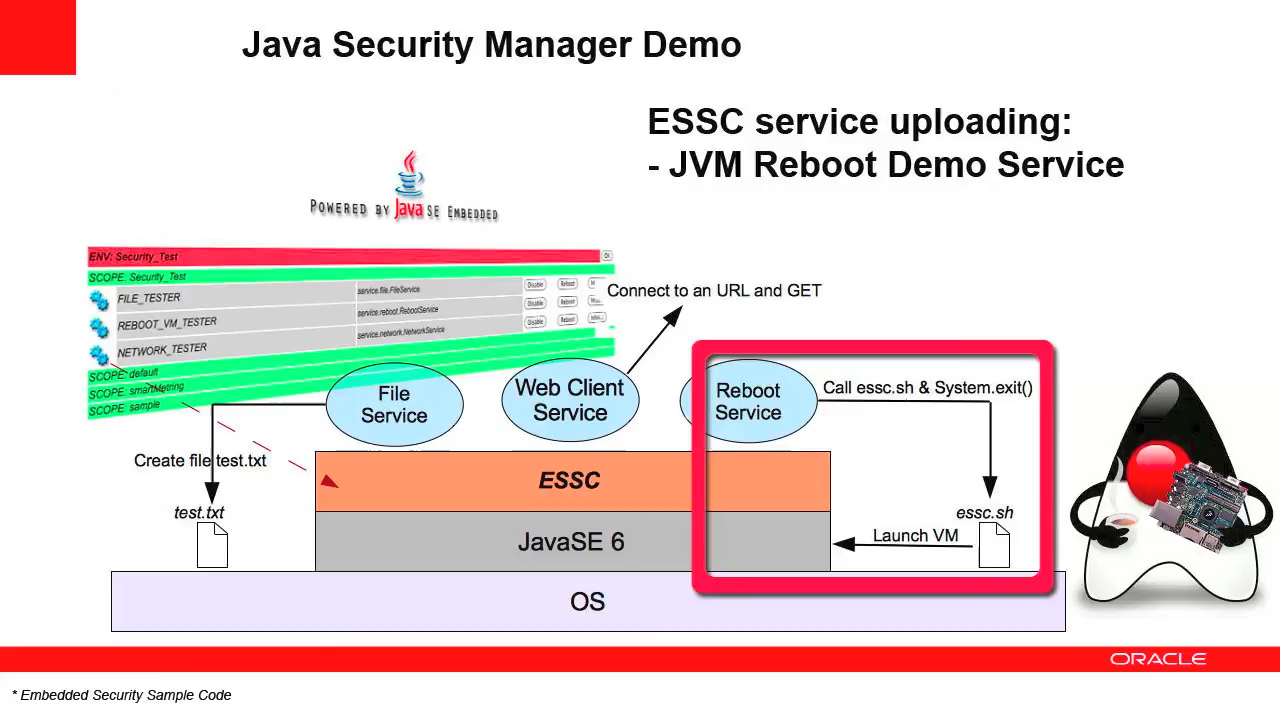 Java Security Manager Demo
ESSC service uploading:
- JVM Reboot Demo Service
POWERED BY Java SE EMBEDDED
ENV: Security_Test
SCOPE: Security_Test
FILE_TESTER service.file.FileService Disable Reboot
REBOOT_VM_TESTER service.reboot.RebootService Disable Reboot
NETWORK_TESTER service.network.NetworkService Disable Reboot
SCOPE: default
SCOPE: smartMetring
SCOPE: sample
Connect to an URL and GET
File
Service
Web Client
Service
Reboot
Service
Call essc.sh & System.exit()
Create file test.txt
test.txt
ESSC
essc.sh
Launch VM
JavaSE 6
OS
ORACLE
* Embedded Security Sample Code